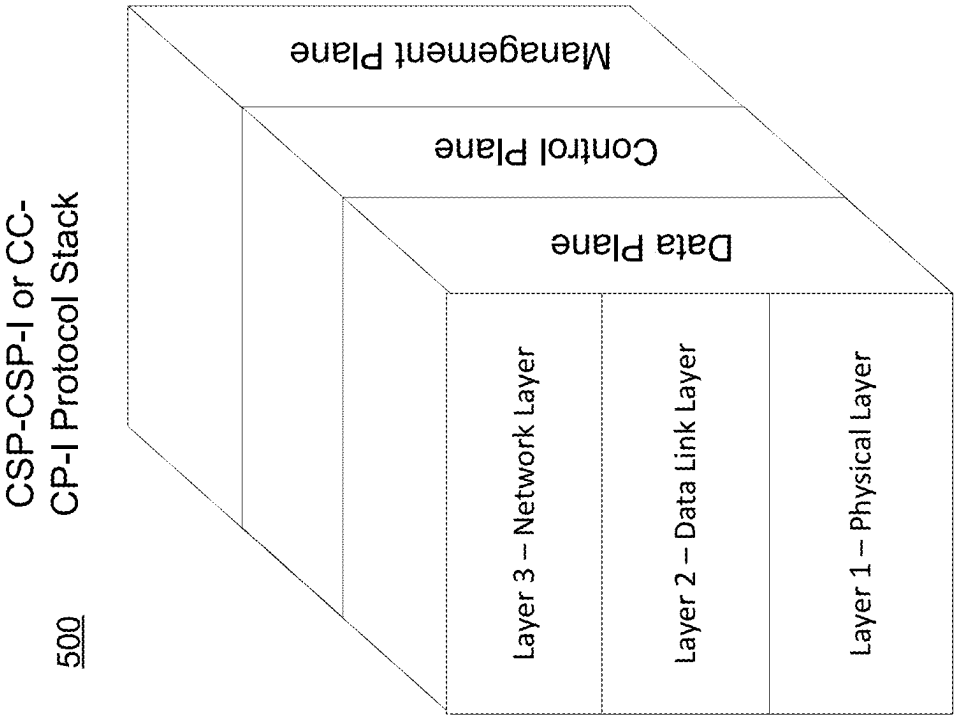 500
CSP-CSP-I or CC-
CP-I Protocol Stack
Management Plane
Control Plane
Data Plane
Layer 3 – Network Layer
Layer 2 – Data Link Layer
Layer 1 – Physical Layer